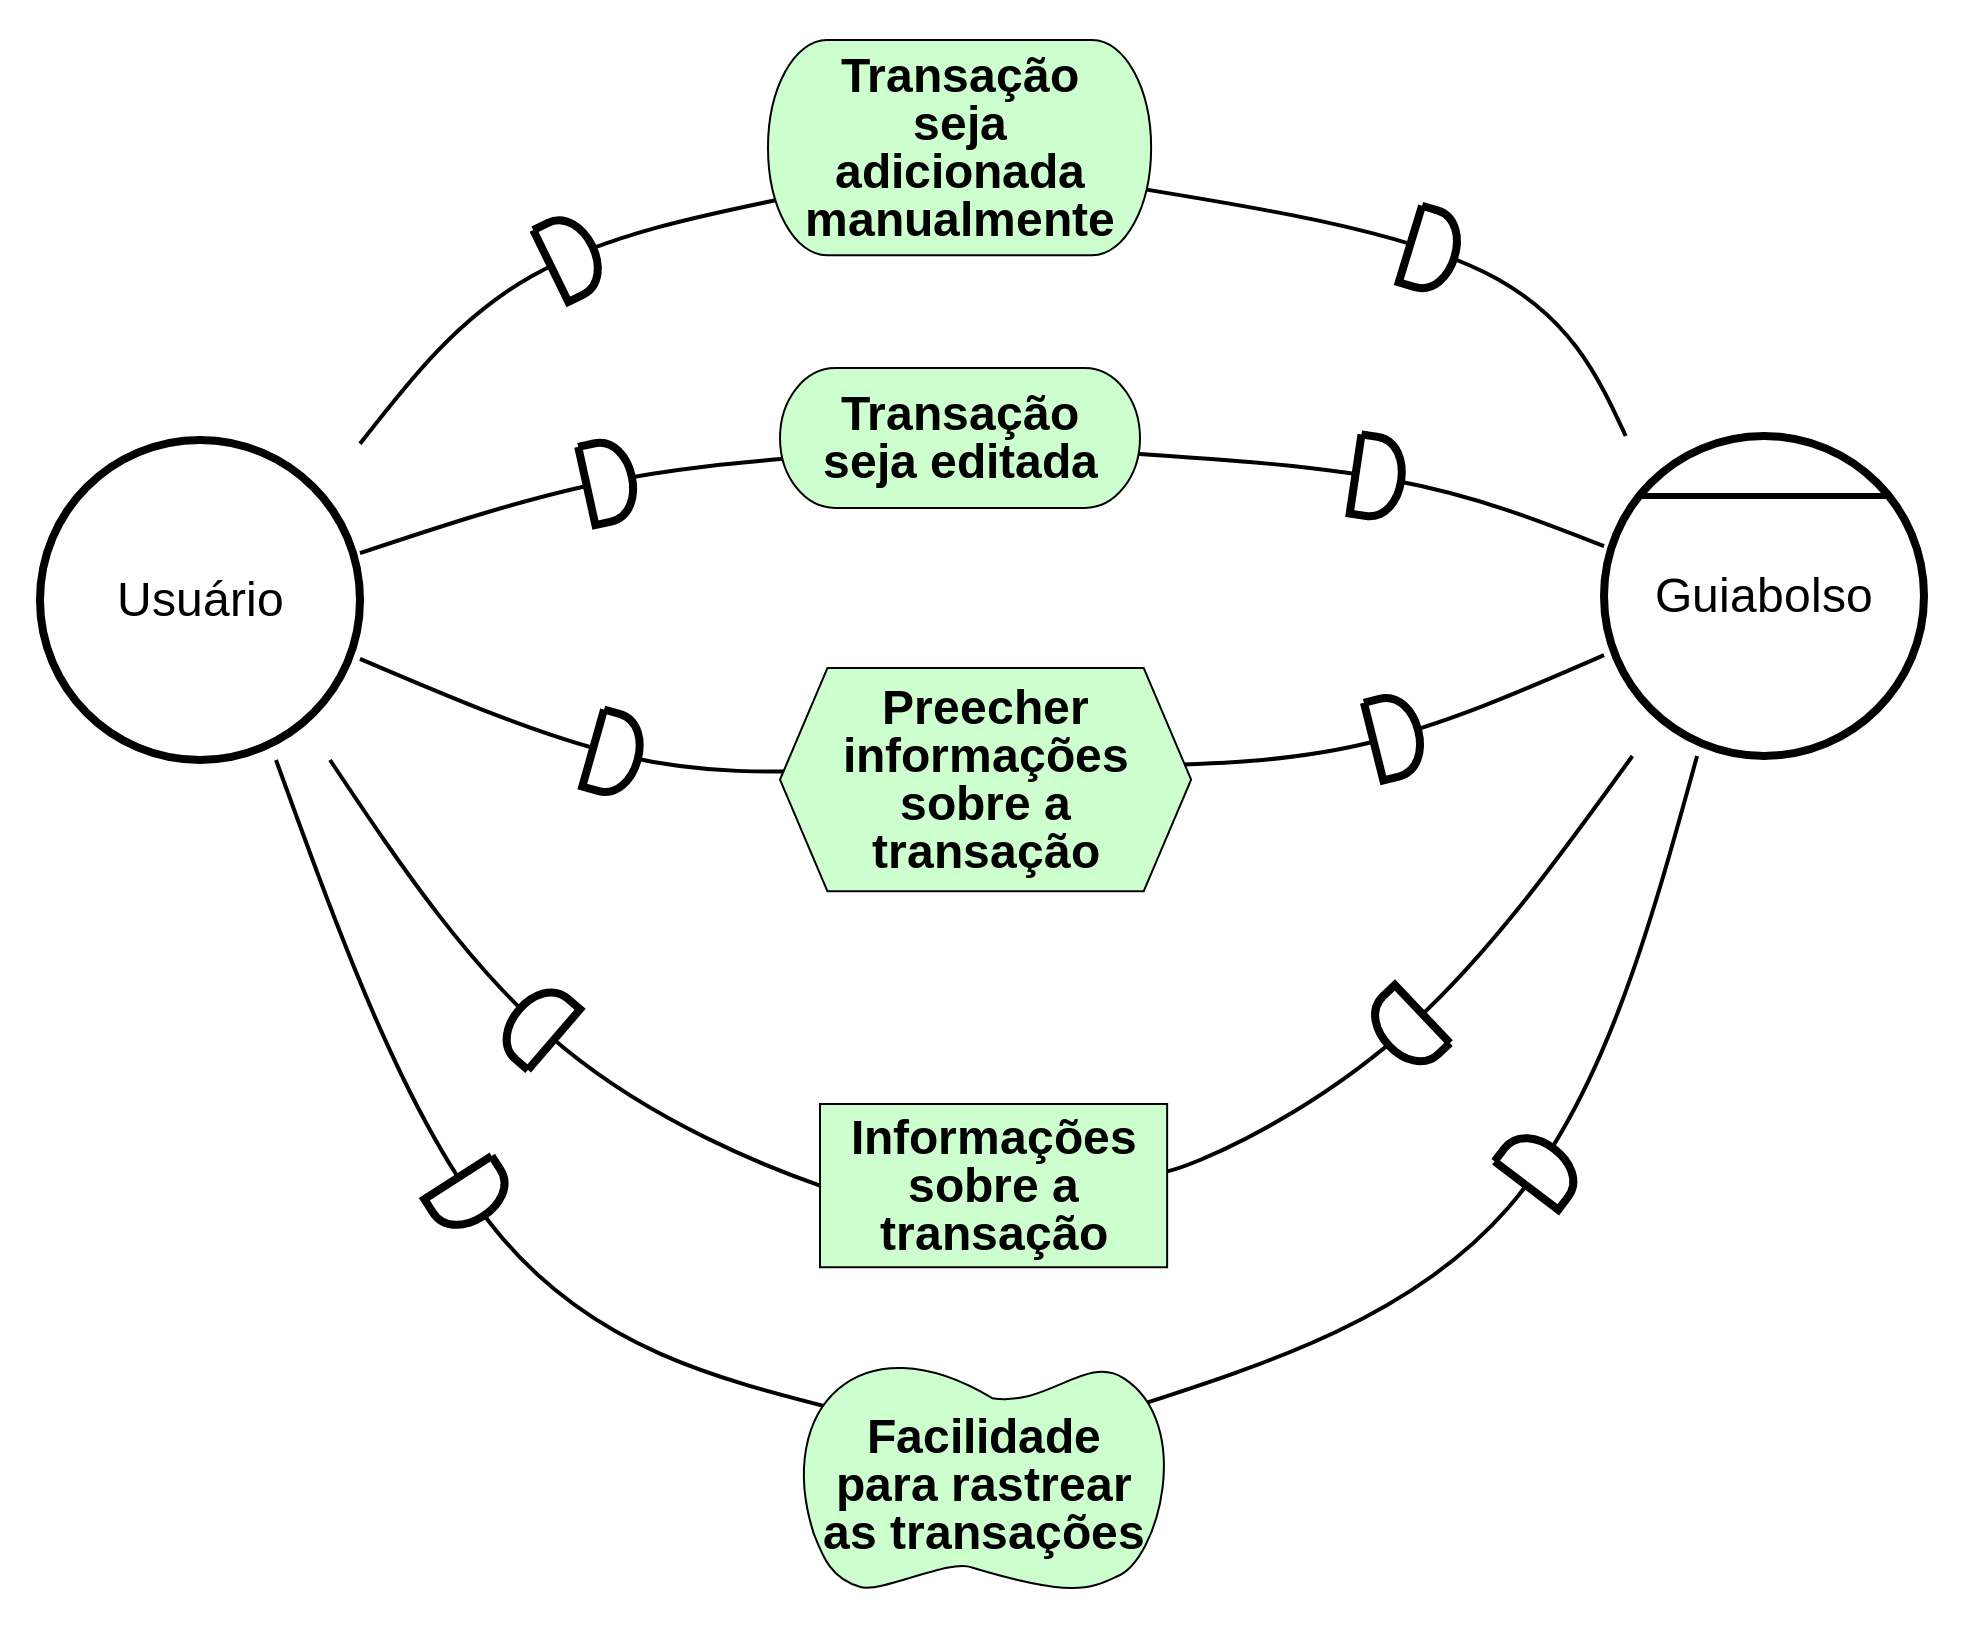 Transação
seja
adicionada
manualmente
Transação
seja editada
Usuário
Guiabolso
Preecher
informações
sobre a
transação
Informações
sobre a
transação
Facilidade
para rastrear
as transações